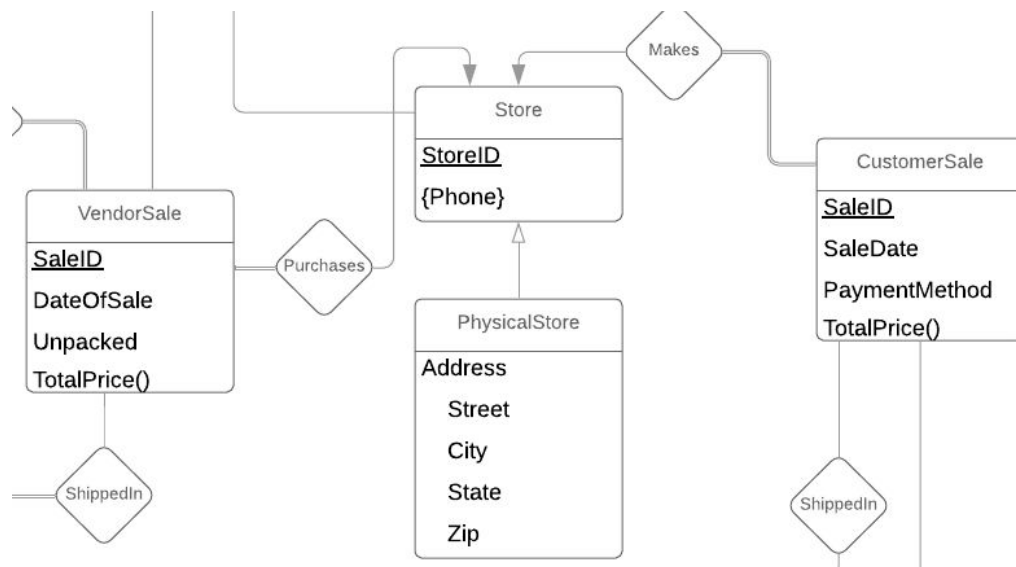 Makes
Store
StoreID
{Phone}
CustomerSale
SaleID
SaleDate
PaymentMethod
TotalPrice()
VendorSale
SaleID
DateOfSale
Unpacked
TotalPrice()
Purchases
PhysicalStore
Address
Street
City
State
Zip
ShippedIn
ShippedIn